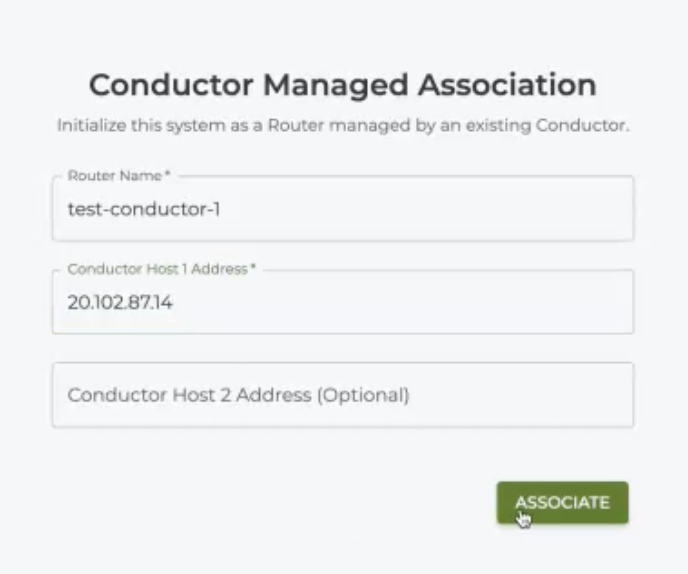 Conductor Managed Association
Initialize this system as a Router managed by an existing Conductor.
Router Name*
test-conductor-1
Conductor Host 1 Address*
20.102.87.14
Conductor Host 2 Address (Optional)
ASSOCIATE